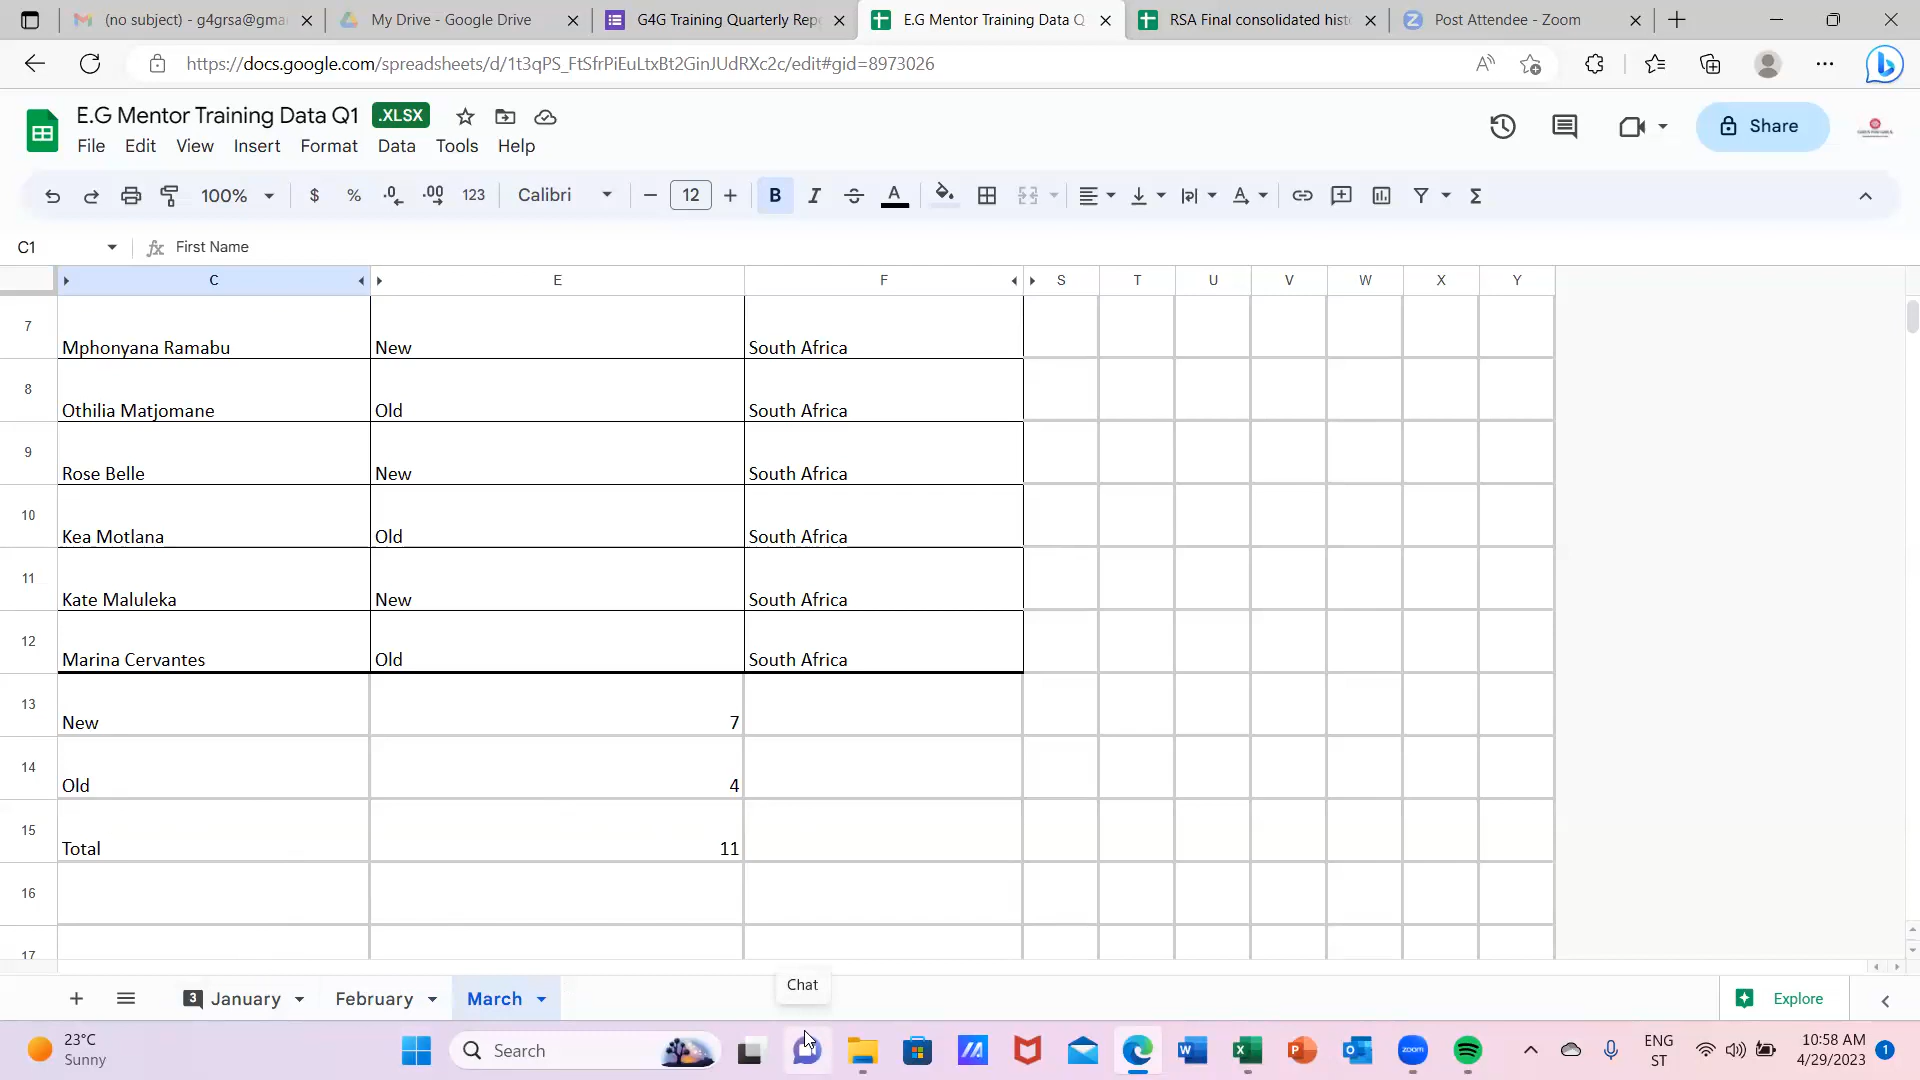 (no subject) - g4grsa@gma
My Drive - Google Drive
G4G Training Quarterly Rep
E.G Mentor Training Data Q
RSA Final consolidated hist
Post Attendee - Zoom
https://docs.google.com/spreadsheets/d/1t3qPS_FtSfrPiEuLtxBt2GinJUdRXc2c/edit#gid=8973026
E.G Mentor Training Data Q1 .XLSX
Share
File Edit View Insert Format Data Tools Help
100% $ % .0 .00 123 Calibri 12 B I A
C1 First Name
C E F S T U V W X Y
7 Mphonyana Ramabu New South Africa
8 Othilia Matjomane Old South Africa
9 Rose Belle New South Africa
10 Kea Motlana Old South Africa
11 Kate Maluleka New South Africa
12 Marina Cervantes Old South Africa
13 New 7
14 Old 4
15 Total 11
16
17
Chat
3 January February March Explore
23°C
Sunny
Search
zoom
ENG
ST
10:58 AM
4/29/2023
1